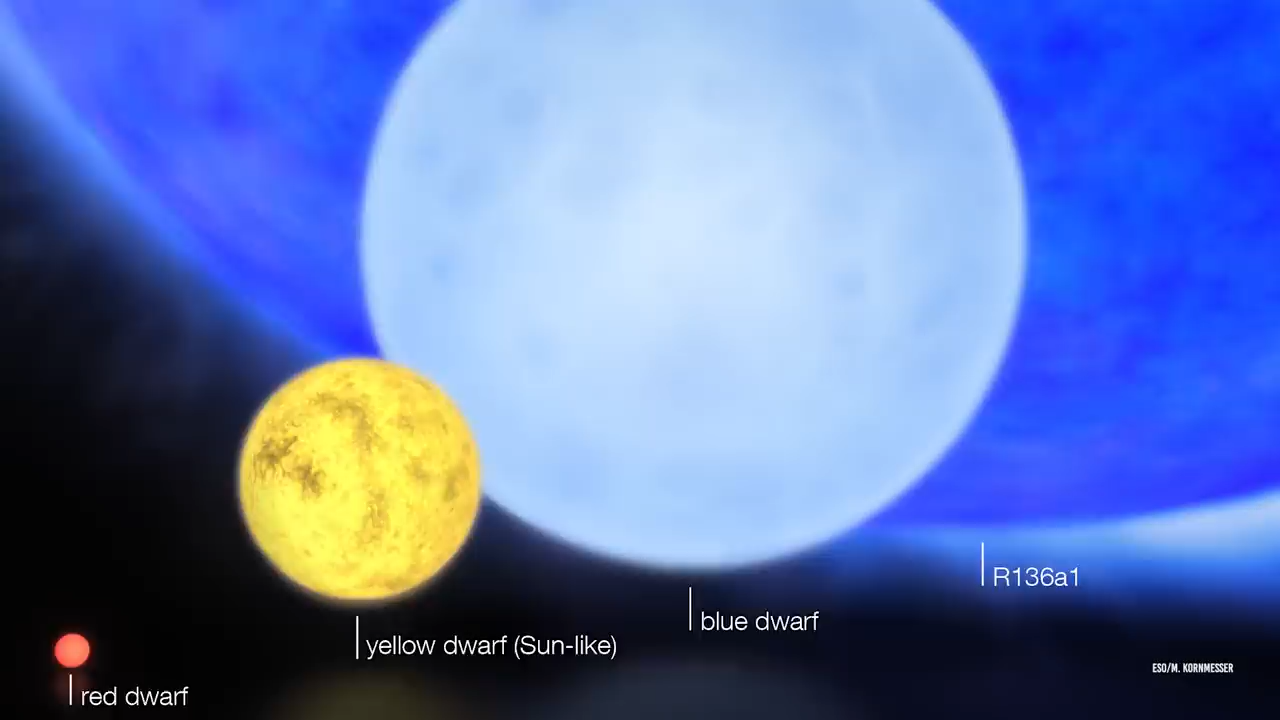 R136a1
blue dwarf
yellow dwarf (Sun-like)
ESO/M. KORNMESSER
red dwarf